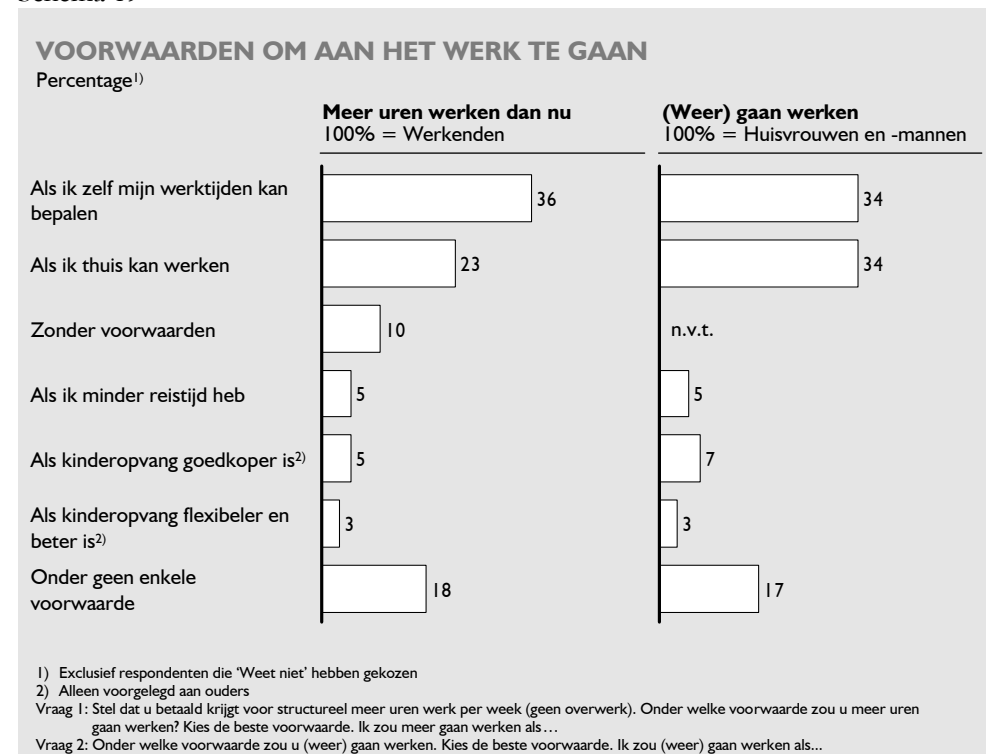 VOORWAARDEN OM AAN HET WERK TE GAAN
Percentage1)
Meer uren werken dan nu
100% = Werkenden
(Weer) gaan werken
100% = Huisvrouwen en -mannen
Als ik zelf mijn werktijden kan
bepalen
36
34
Als ik thuis kan werken
23
34
Zonder voorwaarden
10
n.v.t.
Als ik minder reistijd heb
5
5
Als kinderopvang goedkoper is2)
5
7
Als kinderopvang flexibeler en
beter is2)
3
3
Onder geen enkele
voorwaarde
18
17
1) Exclusief respondenten die ‘Weet niet’ hebben gekozen
2) Alleen voorgelegd aan ouders
Vraag 1: Stel dat u betaald krijgt voor structureel meer uren werk per week (geen overwerk). Onder welke voorwaarde zou u meer uren
gaan werken? Kies de beste voorwaarde. Ik zou meer gaan werken als…
Vraag 2: Onder welke voorwaarde zou u (weer) gaan werken. Kies de beste voorwaarde. Ik zou (weer) gaan werken als...